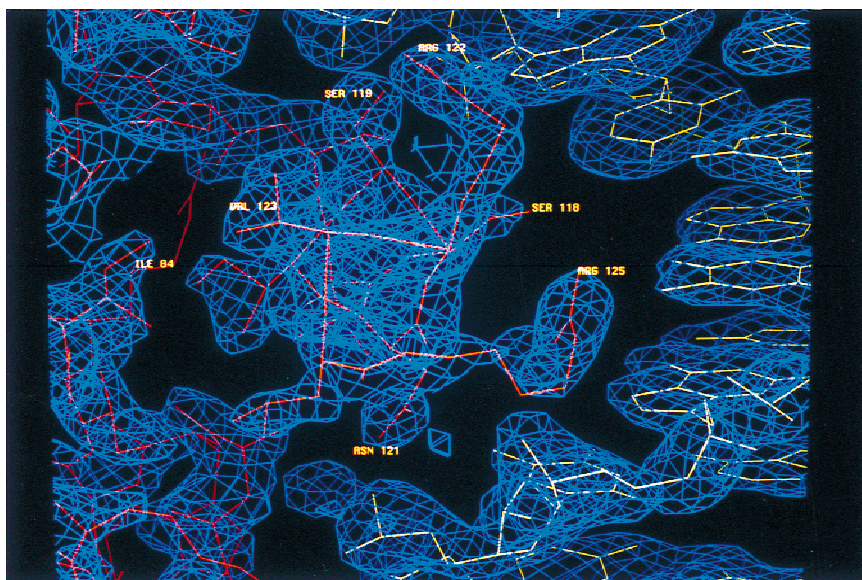 ARG 122
SER 119
VAL 123
SER 118
ILE 84
ARG 125
ASN 121